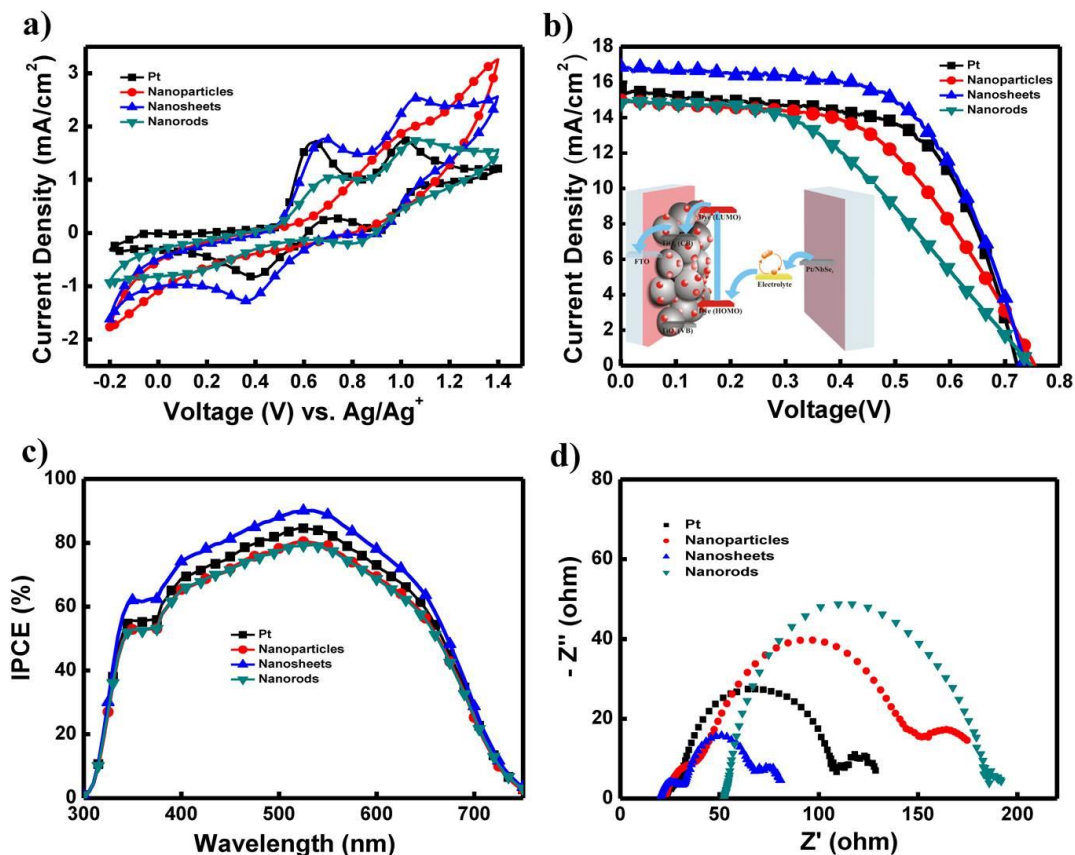 a)
Current Density (mA/cm²)
3
2
1
0
-1
-2
Pt
Nanoparticles
Nanosheets
Nanorods
-0.2 0.0 0.2 0.4 0.6 0.8 1.0 1.2 1.4
Voltage (V) vs. Ag/Ag⁺
b)
Current Density (mA/cm²)
18
16
14
12
10
8
6
4
2
0
Pt
Nanoparticles
Nanosheets
Nanorods
Dye (LUMO)
FTO
Pt/NbSe₂
Electrolyte
Dye (HOMO)
0.0 0.1 0.2 0.3 0.4 0.5 0.6 0.7 0.8
Voltage(V)
c)
IPCE (%)
100
80
60
40
20
0
Pt
Nanoparticles
Nanosheets
Nanorods
300 400 500 600 700
Wavelength (nm)
d)
- Z'' (ohm)
80
60
40
20
0
Pt
Nanoparticles
Nanosheets
Nanorods
0 50 100 150 200
Z' (ohm)